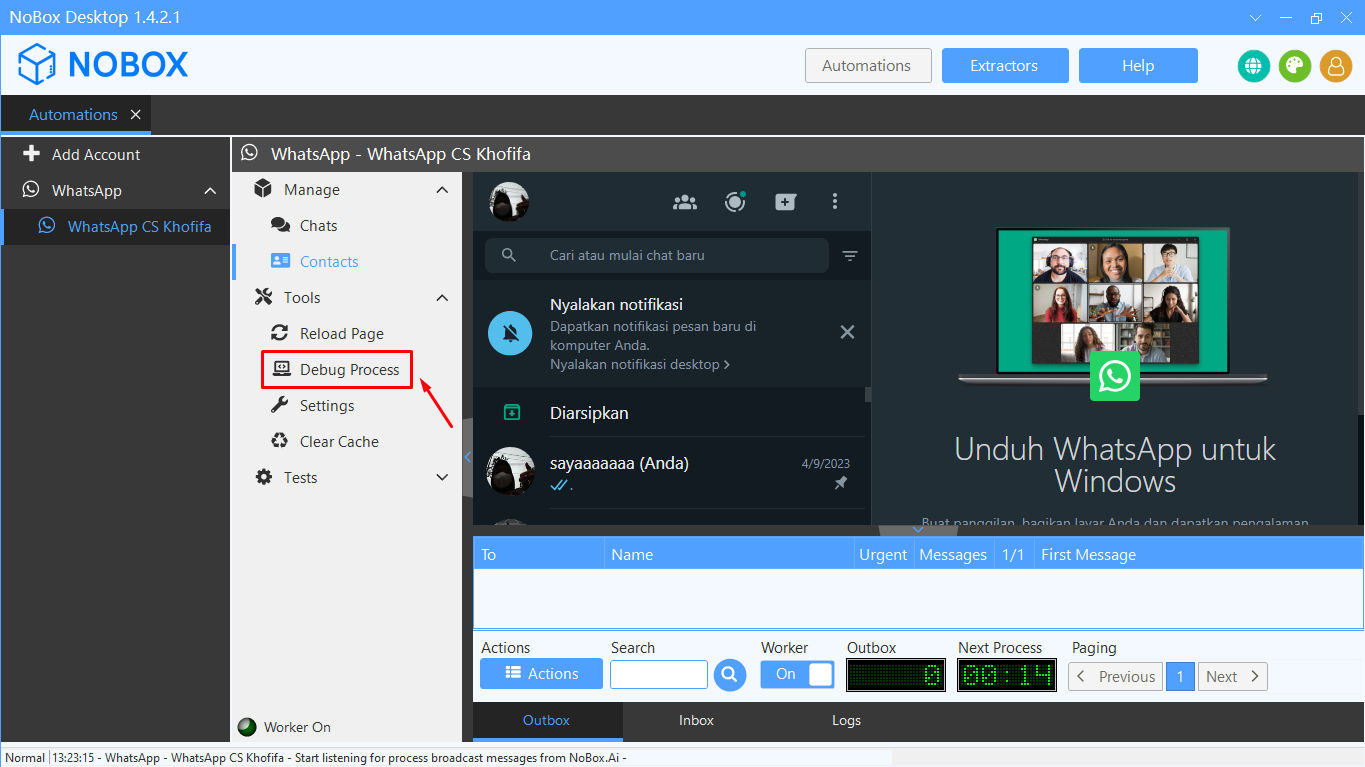 NoBox Desktop 1.4.2.1
NOBOX
Automations
Extractors
Help
Automations
Add Account
WhatsApp
WhatsApp CS Khofifa
WhatsApp - WhatsApp CS Khofifa
Manage
Chats
Contacts
Tools
Reload Page
Debug Process
Settings
Clear Cache
Tests
Worker On
Cari atau mulai chat baru
Nyalakan notifikasi
Dapatkan notifikasi pesan baru di
komputer Anda.
Nyalakan notifikasi desktop
Diarsipkan
sayaaaaaaa (Anda)
4/9/2023
.
Unduh WhatsApp untuk
Windows
Buat panggilan, bagikan layar Anda dan dapatkan pengalaman
To Name Urgent Messages 1/1 First Message
Actions Search Worker Outbox Next Process Paging
Actions On 0 00:14 Previous 1 Next
Outbox Inbox Logs
Normal 13:23:15 - WhatsApp - WhatsApp CS Khofifa - Start listening for process broadcast messages from NoBox.Ai -